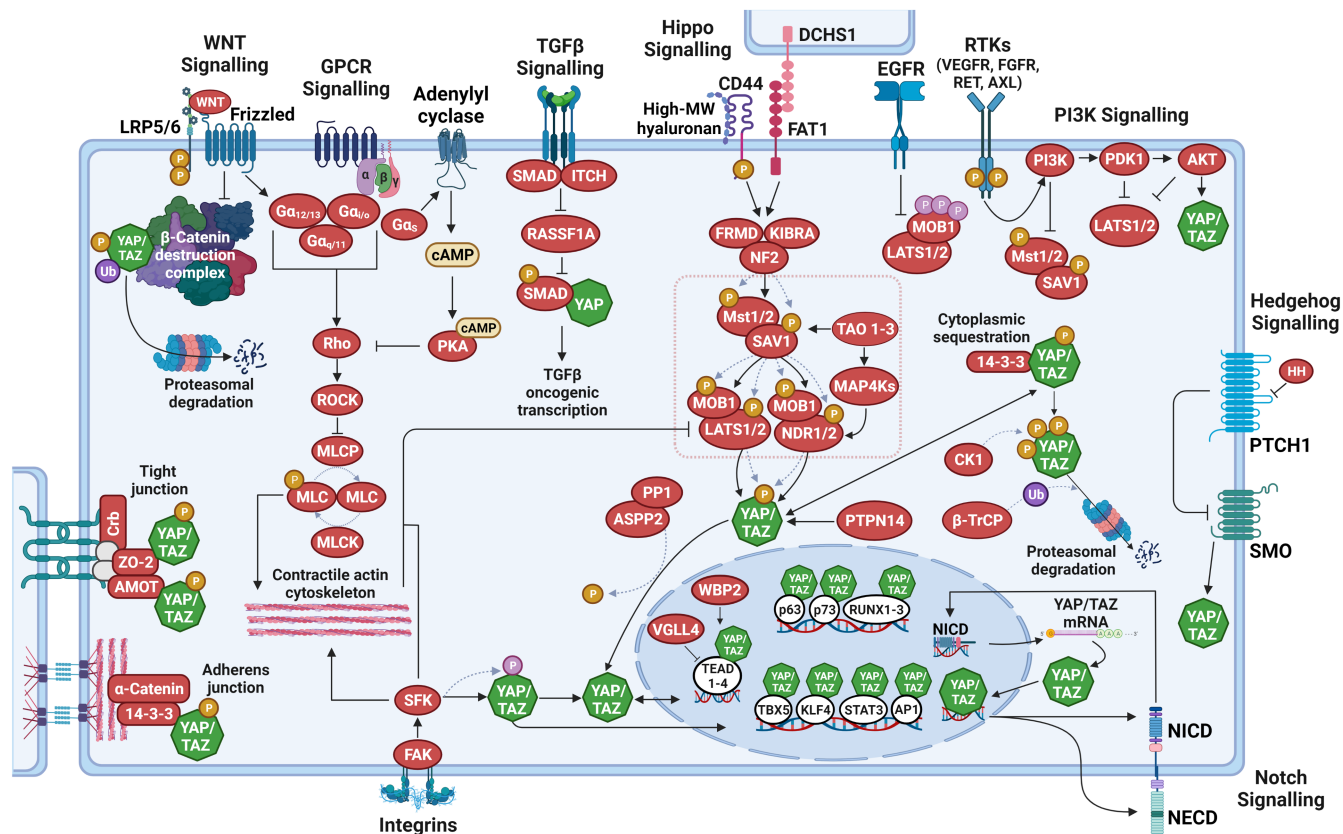 WNT
Signalling
WNT
LRP5/6
Frizzled
P
P
GPCR
Signalling
α
β
γ
Adenylyl
cyclase
Gα12/13
Gαi/o
Gαq/11
Gαs
cAMP
cAMP
PKA
P
YAP/
TAZ
Ub
β-Catenin
destruction
complex
Proteasomal
degradation
Rho
ROCK
MLCP
P
MLC
MLC
MLCK
Contractile actin
cytoskeleton
TGFβ
Signalling
SMAD
ITCH
RASSF1A
P
SMAD
YAP
TGFβ
oncogenic
transcription
Hippo
Signalling
DCHS1
CD44
High-MW
hyaluronan
FAT1
P
FRMD
KIBRA
NF2
P
Mst1/2
P
SAV1
TAO 1-3
MAP4Ks
P
MOB1
P
LATS1/2
P
MOB1
P
NDR1/2
P
YAP/
TAZ
PTPN14
PP1
ASPP2
P
EGFR
P
P
P
MOB1
LATS1/2
RTKs
(VEGFR, FGFR,
RET, AXL)
P
P
PI3K Signalling
PI3K
PDK1
AKT
LATS1/2
YAP/
TAZ
P
Mst1/2
P
SAV1
Cytoplasmic
sequestration
14-3-3
P
YAP/
TAZ
P
P
P
YAP/
TAZ
CK1
Ub
β-TrCP
Proteasomal
degradation
Hedgehog
Signalling
HH
PTCH1
SMO
YAP/
TAZ
Tight
junction
Crb
ZO-2
AMOT
P
YAP/
TAZ
P
YAP/
TAZ
Adherens
junction
α-Catenin
14-3-3
P
YAP/
TAZ
SFK
FAK
Integrins
P
YAP/
TAZ
YAP/
TAZ
WBP2
VGLL4
YAP/
TAZ
TEAD
1-4
YAP/
TAZ
YAP/
TAZ
YAP/
TAZ
p63
p73
RUNX1-3
YAP/
TAZ
YAP/
TAZ
YAP/
TAZ
YAP/
TAZ
TBX5
KLF4
STAT3
AP1
NICD
YAP/TAZ
mRNA
5'
A
A
A
3'
YAP/
TAZ
YAP/
TAZ
NICD
NECD
Notch
Signalling